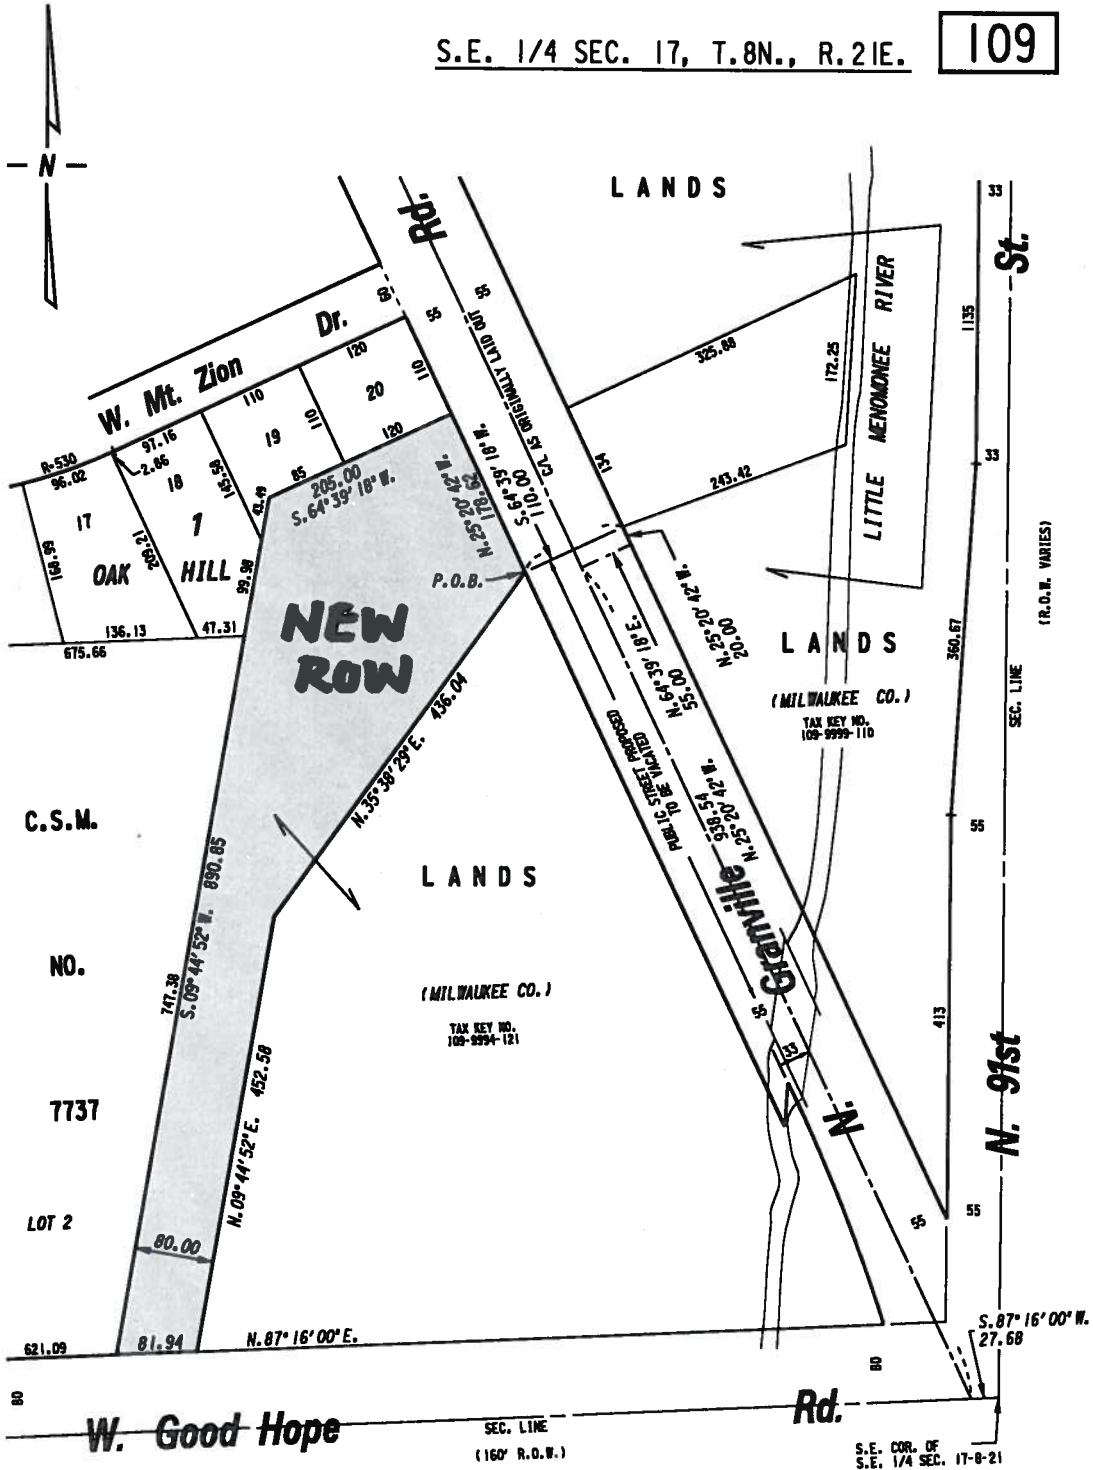 S.E. 1/4 SEC. 17, T.8N., R.21E.
109
N
LANDS
33
Rd.
St.
W. Mt. Zion Dr.
60
55
55
C/L AS ORIGINALLY LAID OUT
325.88
172.25
LITTLE MENOMONEE RIVER
1135
120
110
20
120
110
110
19
85
97.16
2.86
R-530
96.02
18
145.59
43.49
17
1
169.99
209.21
OAK HILL
99.98
136.13
47.31
675.66
205.00
S.64°39'18"W.
N.25°20'42"W.
178.62
S.64°39'18"W.
110.00
134
243.42
33
P.O.B.
NEW
ROW
N.25°20'42"W.
20.00
N.64°39'18"E.
55.00
(R.O.W. VARIES)
LANDS
(MILWAUKEE CO.)
TAX KEY NO.
109-9999-110
360.67
SEC. LINE
N.35°38'29"E. 436.04
PUBLIC STREET PROPOSED
TO BE VACATED
938.54
N.25°20'42"W.
C.S.M.
55
890.85
S.09°44'52"W.
747.38
LANDS
Granville
NO.
(MILWAUKEE CO.)
TAX KEY NO.
109-9994-121
55
33
413
N. 91st
7737
N.09°44'52"E. 452.58
N.
LOT 2
80.00
55
55
621.09
81.94
N.87°16'00"E.
S.87°16'00"W.
27.68
80
80
W. Good Hope Rd.
SEC. LINE
(160' R.O.W.)
S.E. COR. OF
S.E. 1/4 SEC. 17-8-21